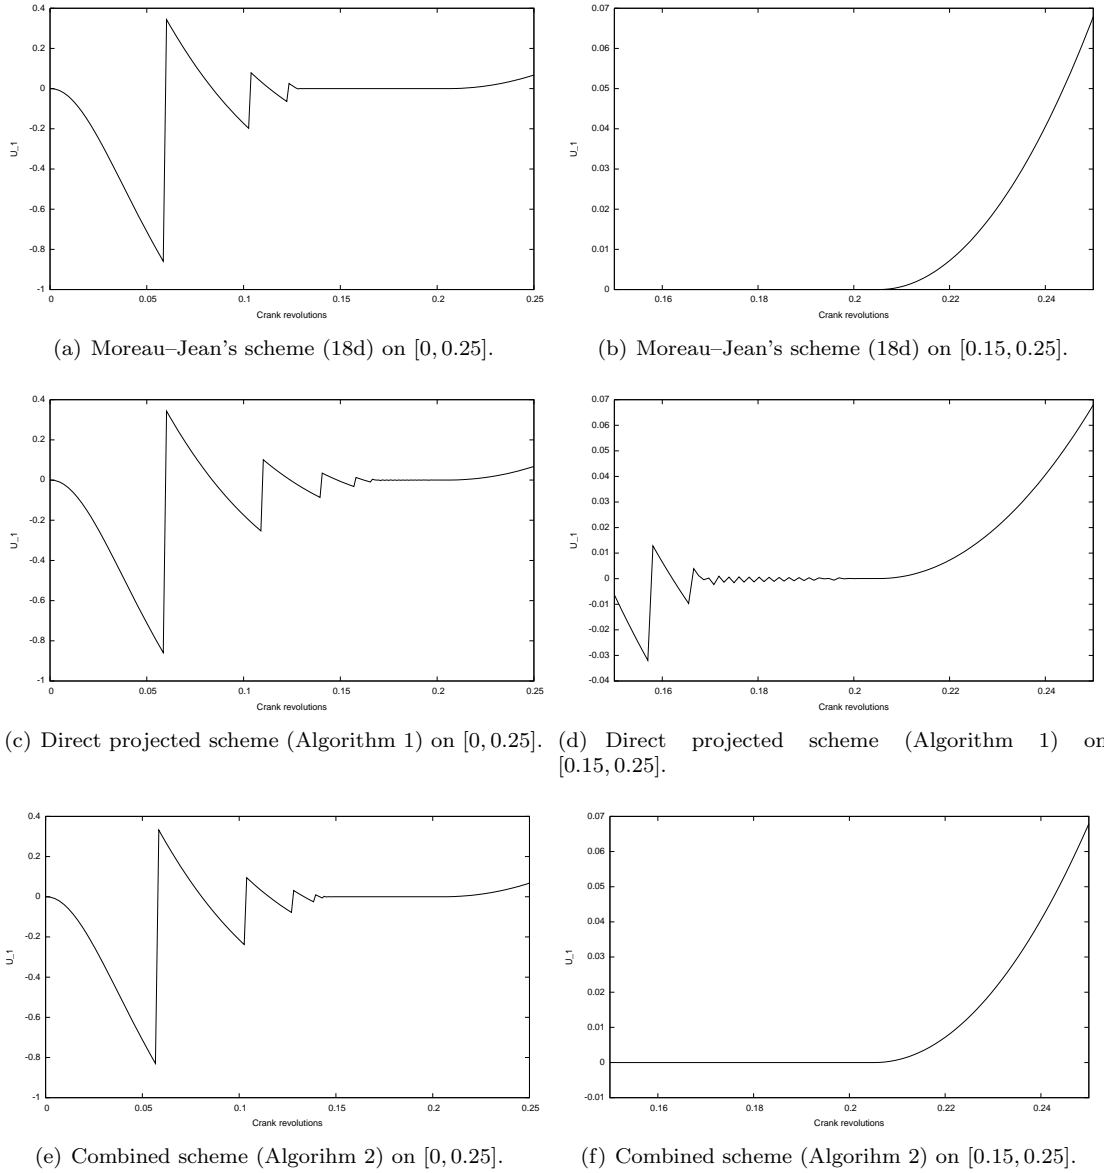 0.4
0.2
0
-0.2
-0.4
-0.6
-0.8
-1
U_1
0 0.05 0.1 0.15 0.2 0.25
Crank revolutions
(a) Moreau–Jean's scheme (18d) on [0, 0.25].
0.07
0.06
0.05
0.04
0.03
0.02
0.01
0
U_1
0.16 0.18 0.2 0.22 0.24
Crank revolutions
(b) Moreau–Jean's scheme (18d) on [0.15, 0.25].
0.4
0.2
0
-0.2
-0.4
-0.6
-0.8
-1
U_1
0 0.05 0.1 0.15 0.2 0.25
Crank revolutions
(c) Direct projected scheme (Algorithm 1) on [0, 0.25].
0.07
0.06
0.05
0.04
0.03
0.02
0.01
0
-0.01
-0.02
-0.03
-0.04
U_1
0.16 0.18 0.2 0.22 0.24
Crank revolutions
(d) Direct projected scheme (Algorithm 1) on
[0.15, 0.25].
0.4
0.2
0
-0.2
-0.4
-0.6
-0.8
-1
U_1
0 0.05 0.1 0.15 0.2 0.25
Crank revolutions
(e) Combined scheme (Algorihm 2) on [0, 0.25].
0.07
0.06
0.05
0.04
0.03
0.02
0.01
0
-0.01
U_1
0.16 0.18 0.2 0.22 0.24
Crank revolutions
(f) Combined scheme (Algorihm 2) on [0.15, 0.25].